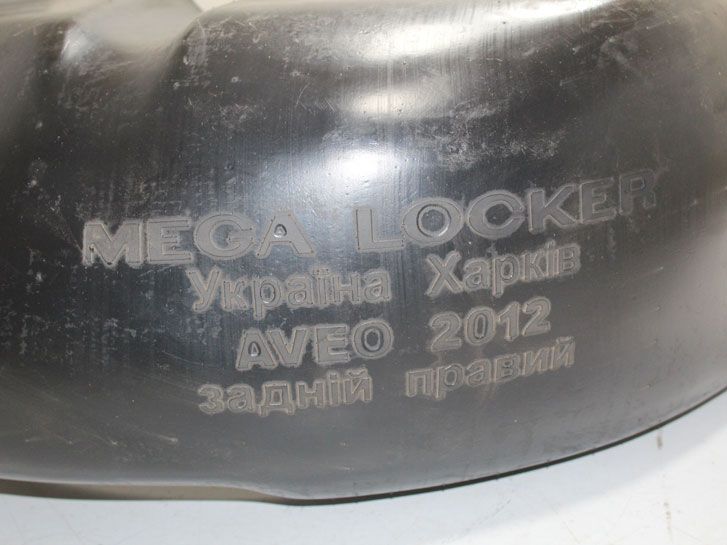 MEGA LOCKER
Україна Харків
AVEO 2012
задній правий